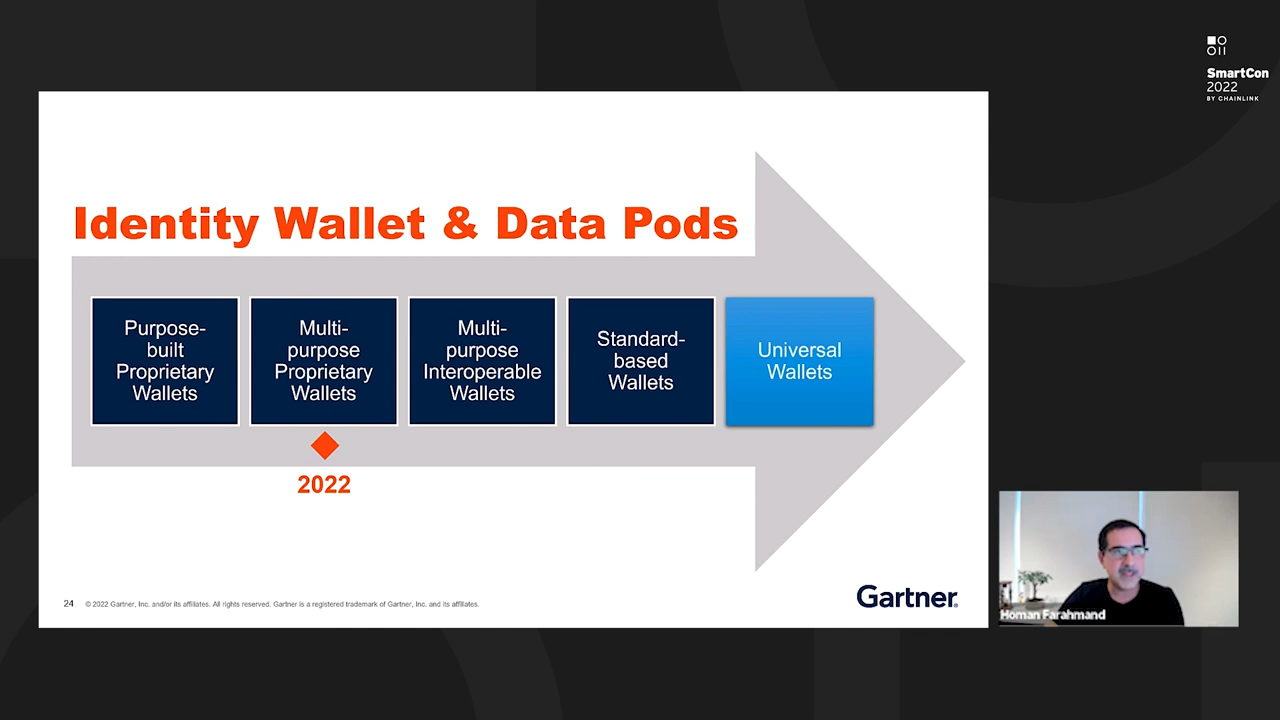 SmartCon
2022
BY CHAINLINK
Identity Wallet & Data Pods
Purpose-
built
Proprietary
Wallets
Multi-
purpose
Proprietary
Wallets
Multi-
purpose
Interoperable
Wallets
Standard-
based
Wallets
Universal
Wallets
2022
24
© 2022 Gartner, Inc. and/or its affiliates. All rights reserved. Gartner is a registered trademark of Gartner, Inc. and its affiliates.
Gartner®
Homan Farahmand